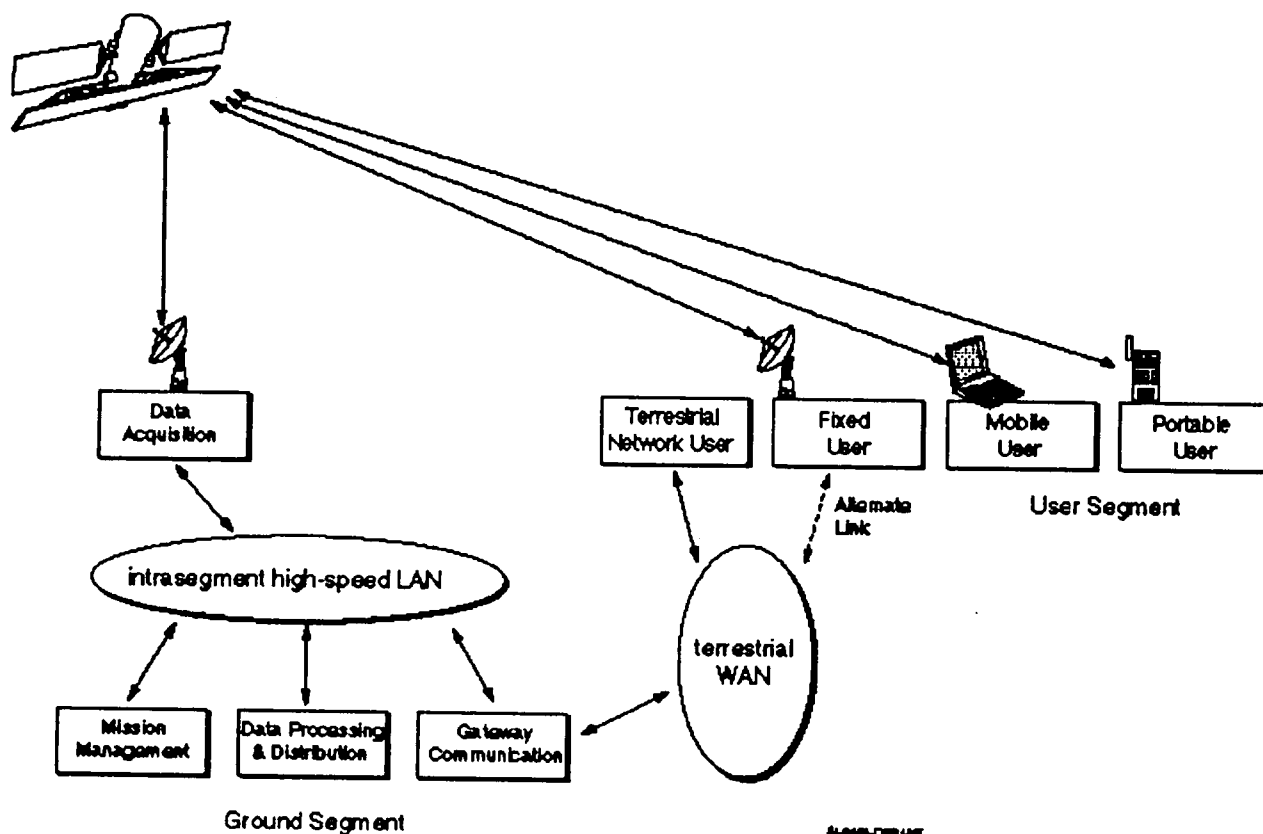 Data
Acquisition
Terrestrial
Network User
Fixed
User
Mobile
User
Portable
User
Alternate
Link
User Segment
intrasegment high-speed LAN
terrestrial
WAN
Mission
Management
Data Processing
& Distribution
Gateway
Communication
Ground Segment